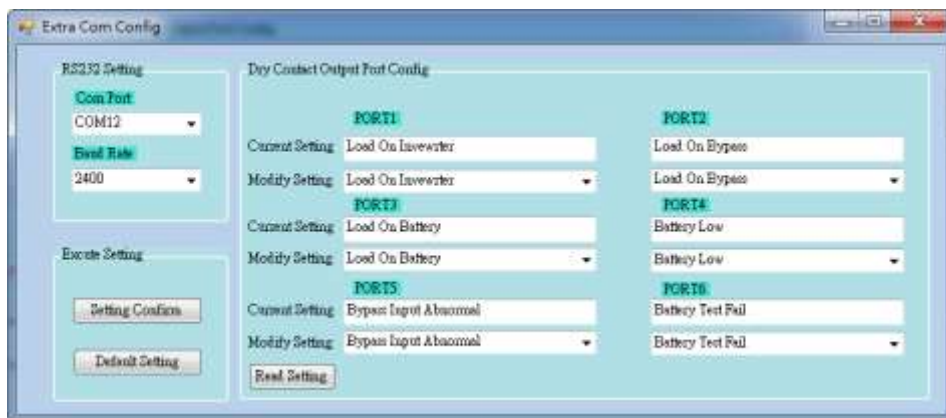 Extra Com Config
RS232 Setting
Com Port
COM12
Baud Rate
2400
Excute Setting
Setting Confirm
Default Setting
Dry Contact Output Port Config
PORT1
PORT2
Current Setting Load On Invewrter
Load On Bypass
Modify Setting Load On Invewrter
Load On Bypass
PORT3
PORT4
Current Setting Load On Battery
Battery Low
Modify Setting Load On Battery
Battery Low
PORT5
PORT6
Current Setting Bypass Input Abnormal
Battery Test Fail
Modify Setting Bypass Input Abnormal
Battery Test Fail
Read Setting